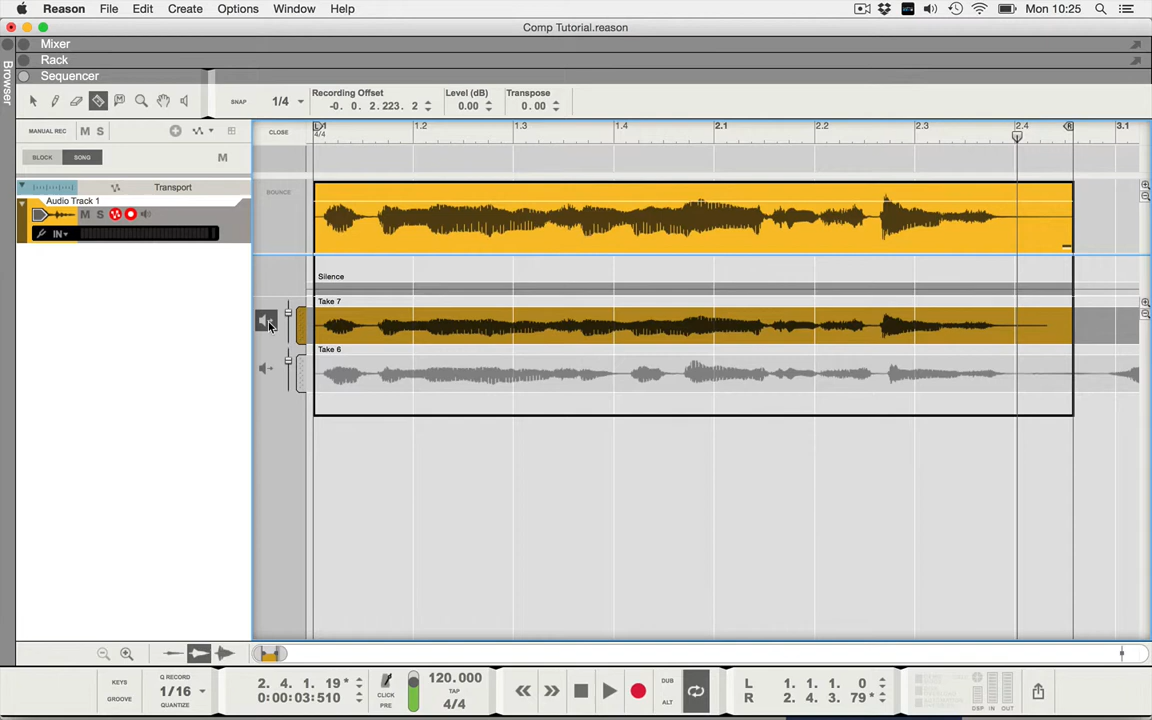 Reason File Edit Create Options Window Help Mon 10:25
Comp Tutorial.reason
Mixer
Rack
Sequencer
Browser
SNAP 1/4 Recording Offset Level (dB) Transpose
-0. 0. 2.223. 2 0.00 0.00
MANUAL REC M S CLOSE
1.2 1.3 1.4 2.1 2.2 2.3 2.4 3.1
4/4
BLOCK SONG M
Transport BOUNCE
Audio Track 1
M S
IN
Silence
Take 7
Take 6
KEYS
GROOVE
Q RECORD
1/16
QUANTIZE
2. 4. 1. 19 *
0:00:03:510
CLICK
PRE
120.000
TAP
4/4
DUB
ALT
L 1. 1. 1. 0
R 2. 4. 3. 79 *
DSP IN OUT